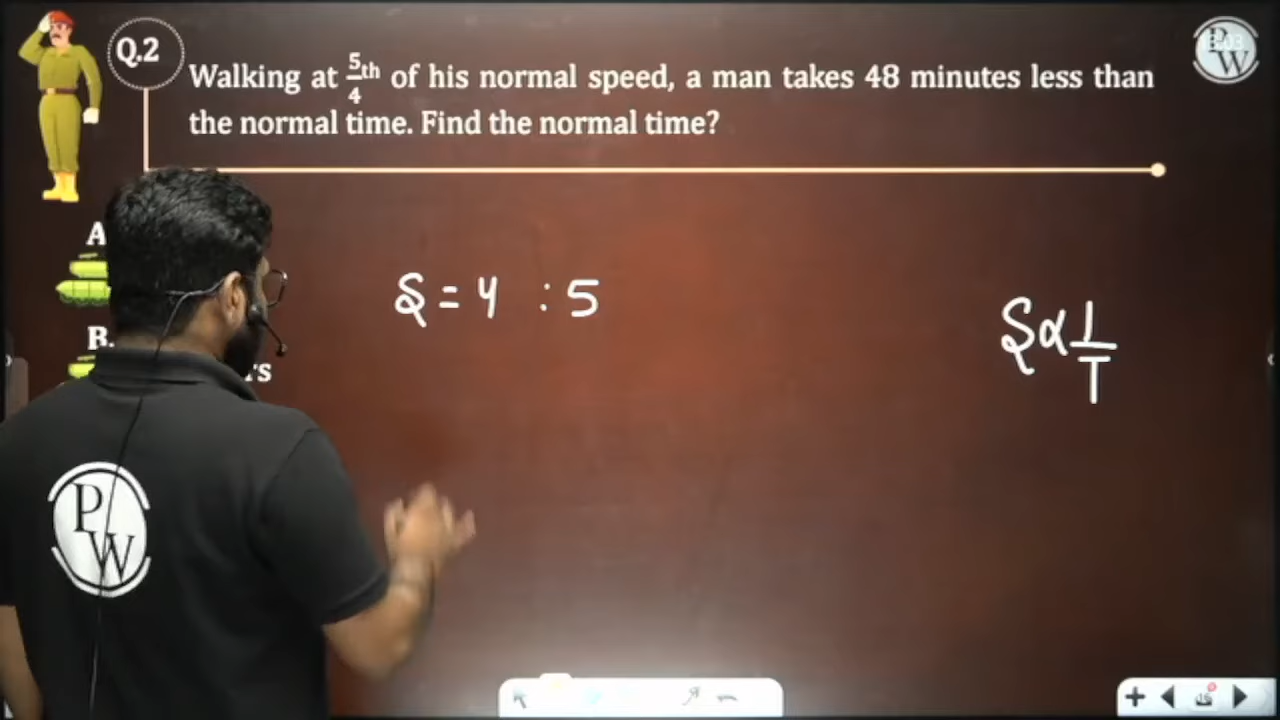 Q.2
Walking at 5/4th of his normal speed, a man takes 48 minutes less than
the normal time. Find the normal time?
PW
A
B.
rs
S = 4 : 5
S ∝ 1/T
PW